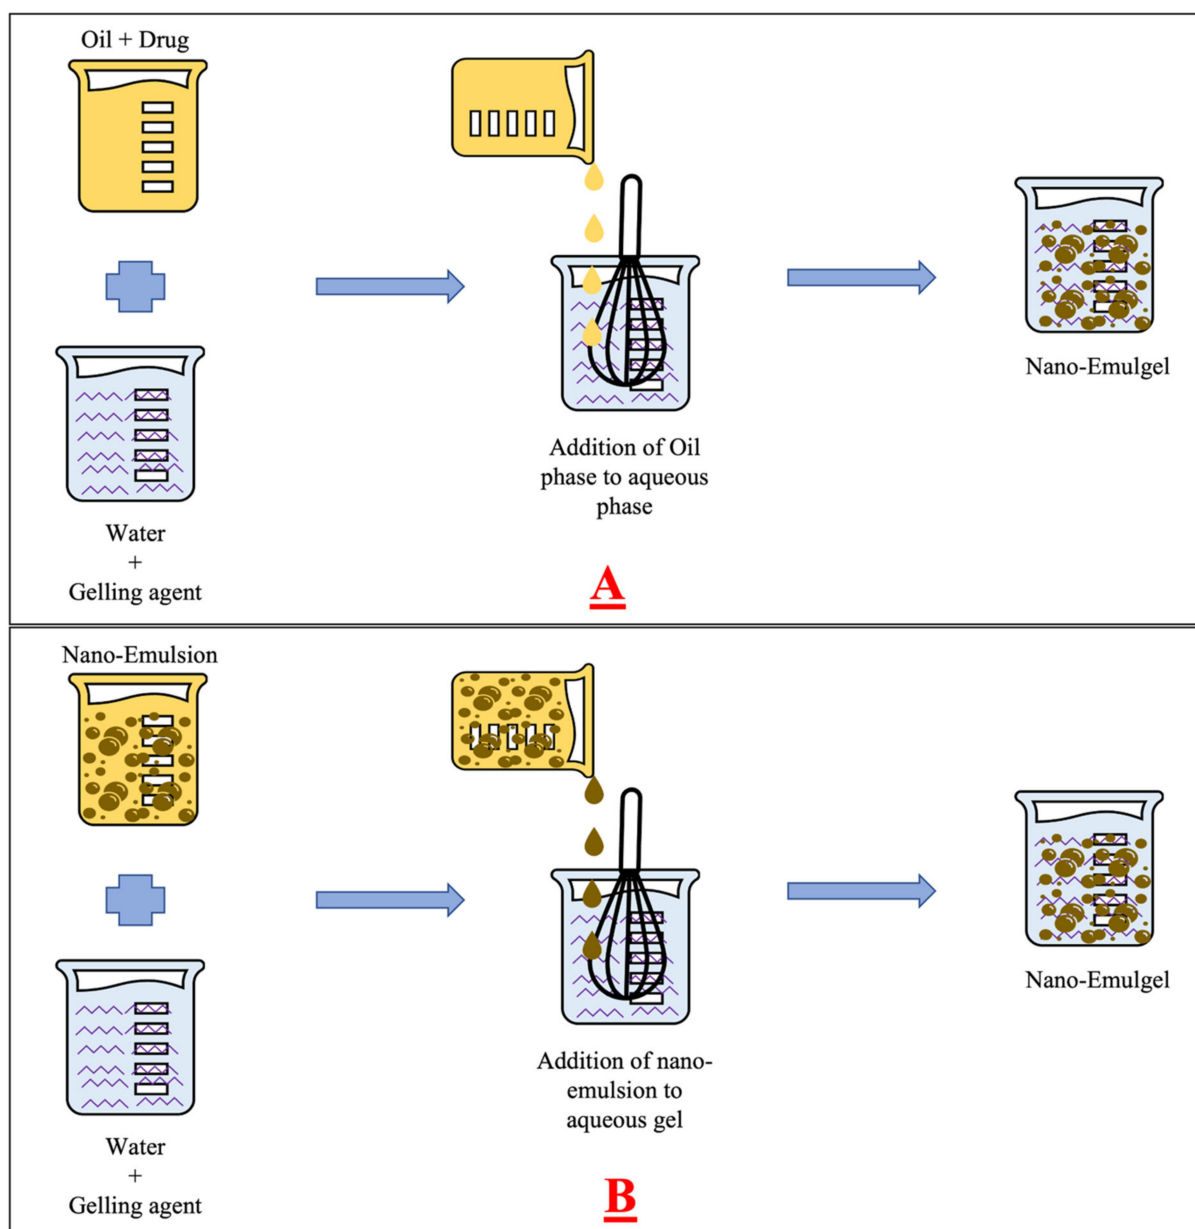 Oil + Drug
Water
+
Gelling agent
Addition of Oil
phase to aqueous
phase
Nano-Emulgel
A
Nano-Emulsion
Water
+
Gelling agent
Addition of nano-
emulsion to
aqueous gel
Nano-Emulgel
B